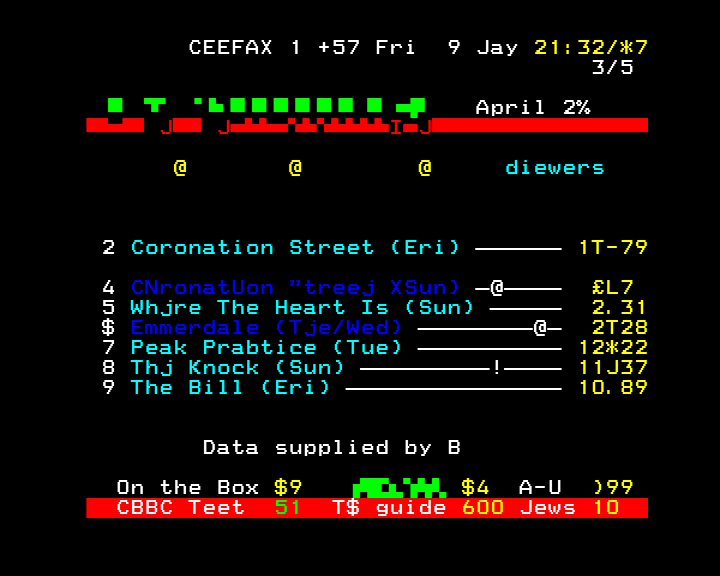 CEEFAX 1 +57 Fri  9 Jay 21:32/*7
3/5
April 2%
@ @ @ diewers
2 Coronation Street (Eri) 1T-79
4 CNronatUon "treej XSun) @ £L7
5 Whjre The Heart Is (Sun) 2.31
$ Emmerdale (Tje/Wed) @ 2T28
7 Peak Prabtice (Tue) 12*22
8 Thj Knock (Sun) ! 11J37
9 The Bill (Eri) 10.89
Data supplied by B
On the Box $9 $4 A-U )99
CBBC Teet 51 T$ guide 600 Jews 10